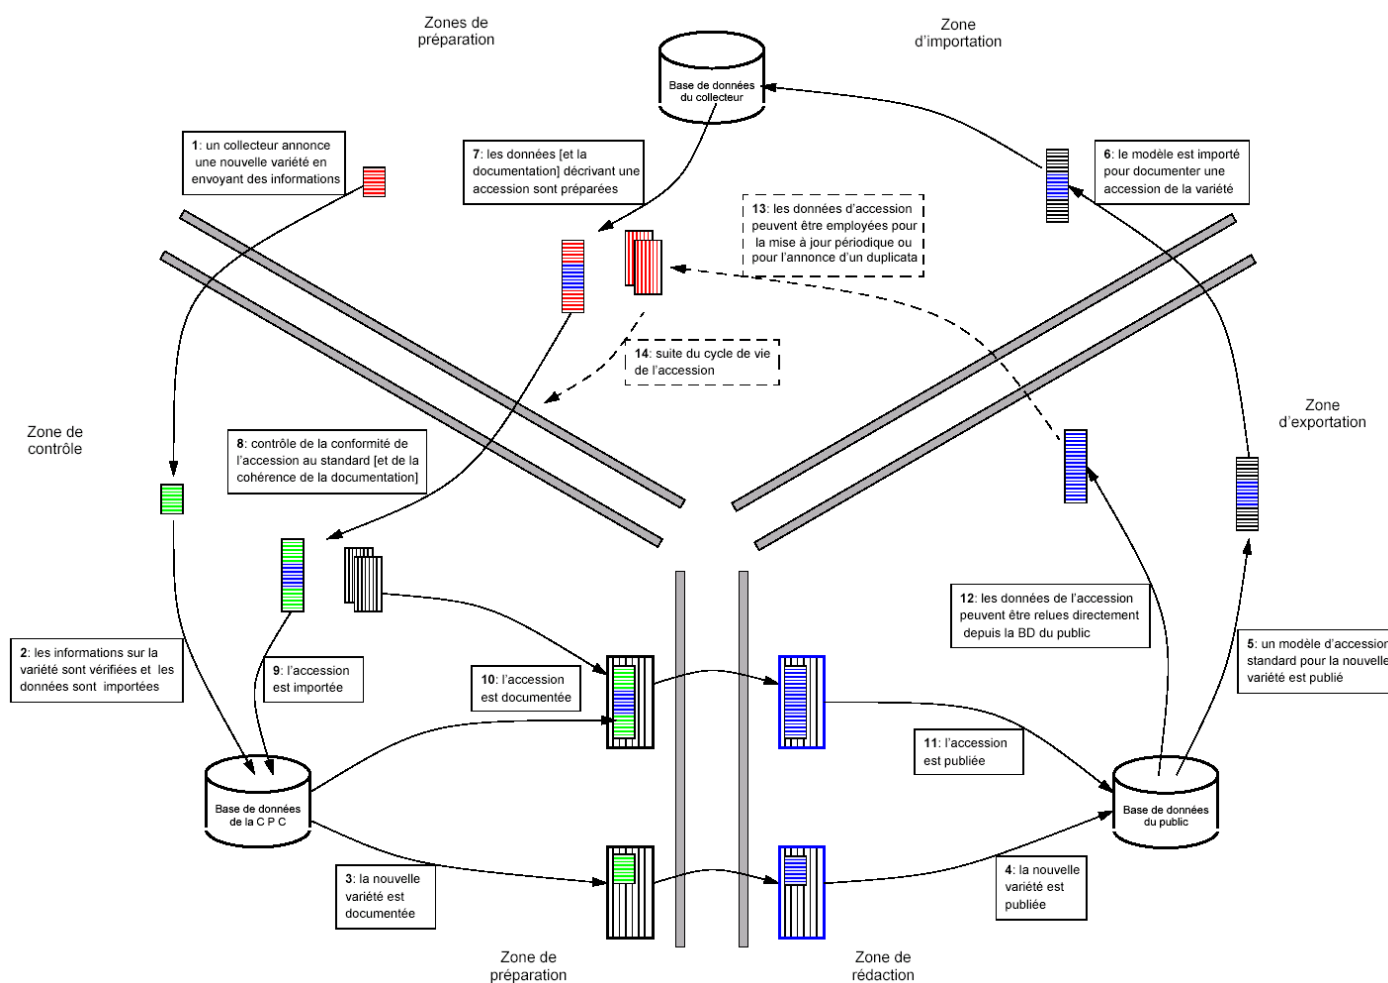 Zones de
préparation
Zone
d'importation
Base de données
du collecteur
1: un collecteur annonce
une nouvelle variété en
envoyant des informations
7: les données [et la
documentation] décrivant une
accession sont préparées
6: le modèle est importé
pour documenter une
accession de la variété
13: les données d'accession
peuvent être employées pour
la mise à jour périodique ou
pour l'annonce d'un duplicata
14: suite du cycle de vie
de l'accession
Zone de
contrôle
Zone
d'exportation
8: contrôle de la conformité de
l'accession au standard [et de la
cohérence de la documentation]
12: les données de l'accession
peuvent être relues directement
depuis la BD du public
2: les informations sur la
variété sont vérifiées et les
données sont importées
9: l'accession
est importée
10: l'accession
est documentée
5: un modèle d'accession
standard pour la nouvelle
variété est publié
11: l'accession
est publiée
Base de données
de la C P C
Base de données
du public
3: la nouvelle
variété est
documentée
4: la nouvelle
variété est
publiée
Zone de
préparation
Zone de
rédaction